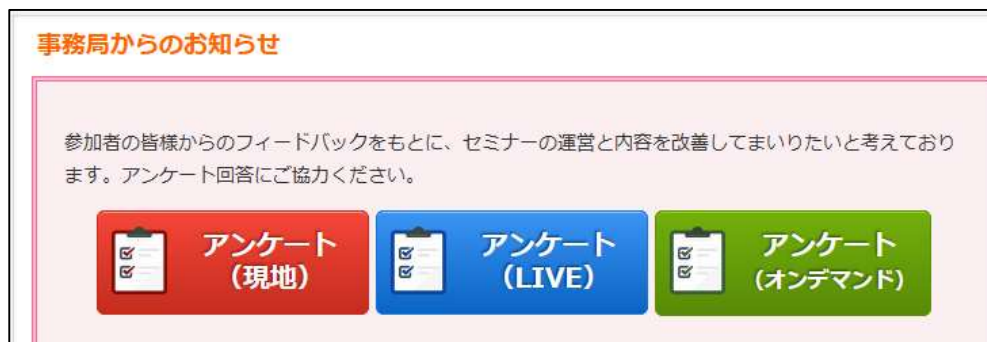 事務局からのお知らせ
参加者の皆様からのフィードバックをもとに、セミナーの運営と内容を改善してまいりたいと考えており
ます。アンケート回答にご協力ください。
アンケート
（現地）
アンケート
（LIVE）
アンケート
（オンデマンド）